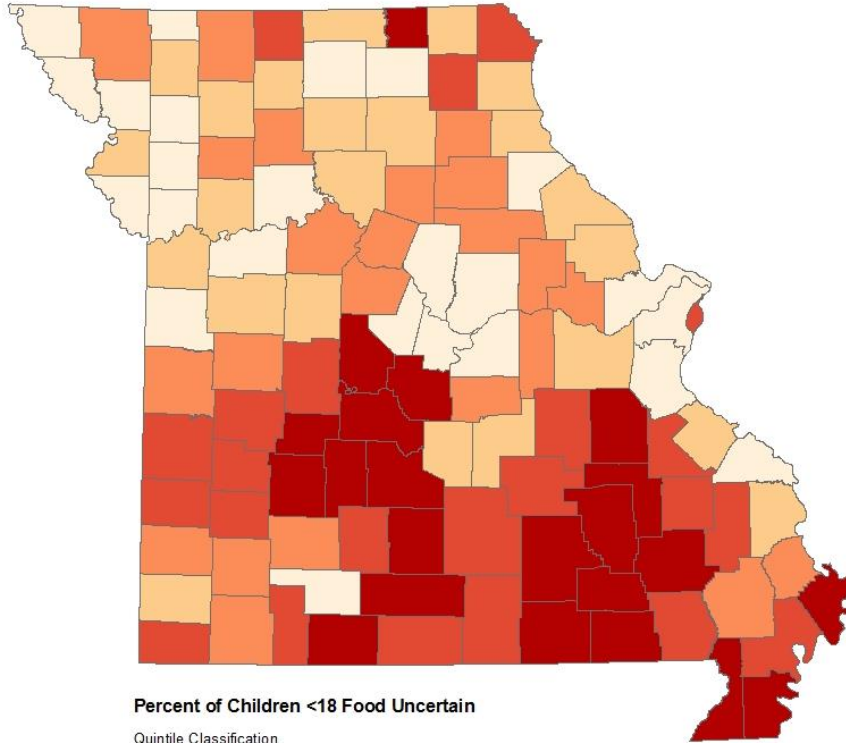 Percent of Children <18 Food Uncertain
Quintile Classification